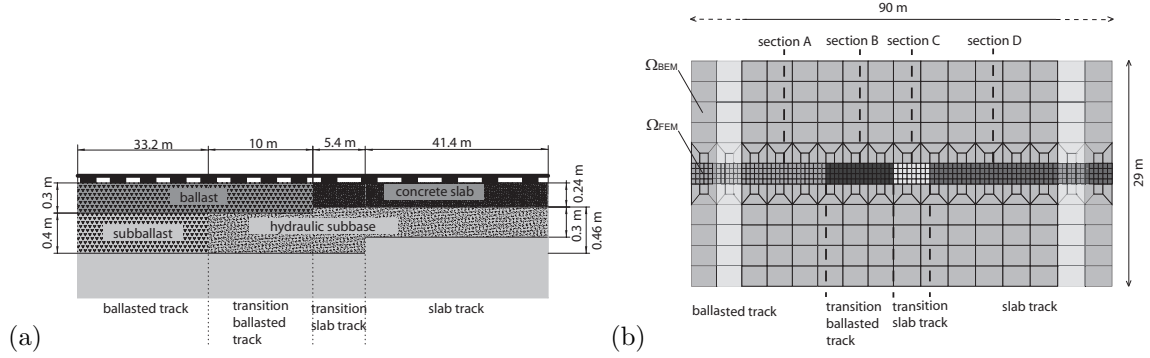 33.2 m
10 m
5.4 m
41.4 m
0.3 m
0.4 m
ballast
concrete slab
subballast
hydraulic subbase
0.24 m
0.3 m
0.46 m
ballasted track
transition
ballasted
track
transition
slab track
slab track
(a)
90 m
section A
section B
section C
section D
ΩBEM
ΩFEM
29 m
ballasted track
transition
ballasted
track
transition
slab track
slab track
(b)